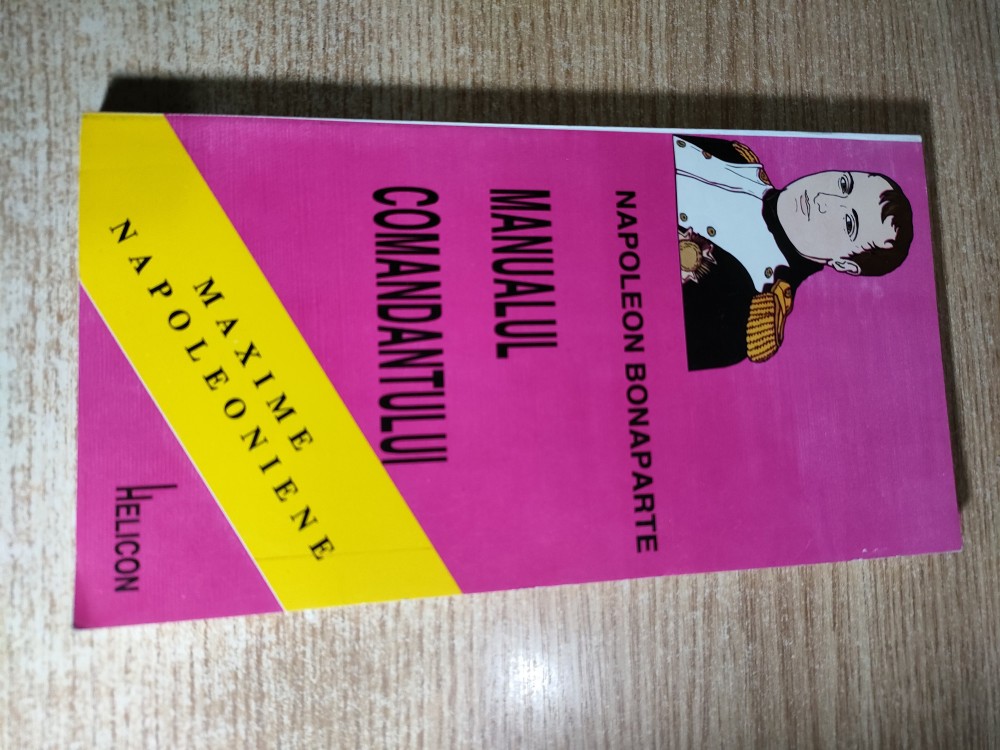 NAPOLEON BONAPARTE
MANUALUL
COMANDANTULUI
MAXIME
NAPOLEONIENE
HELICON